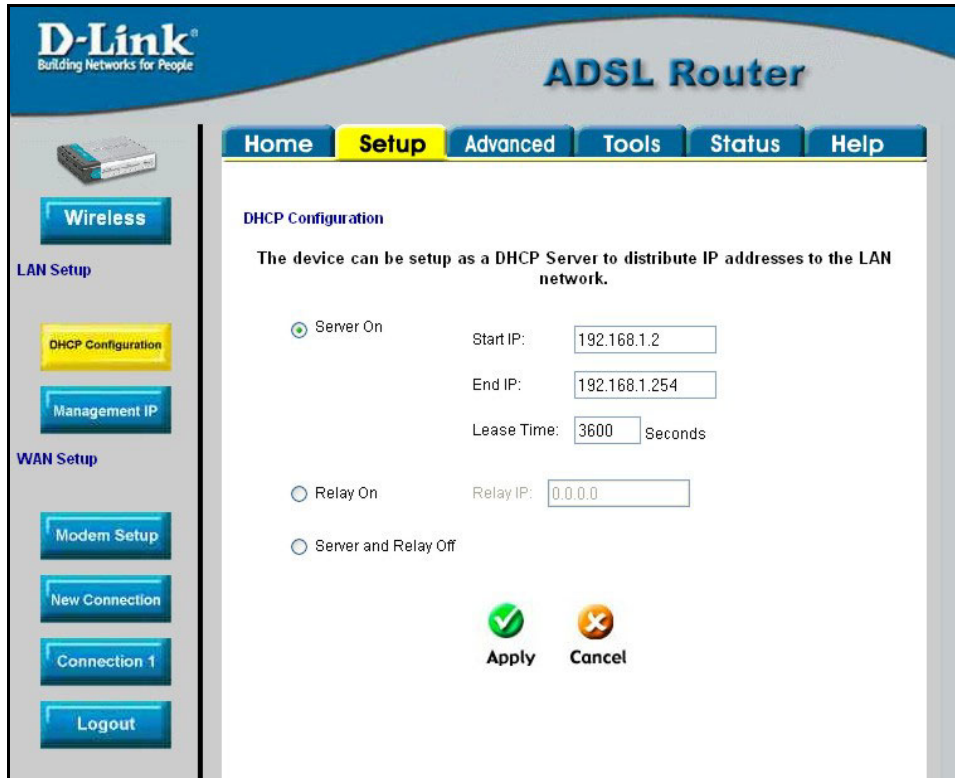 D-Link®
Building Networks for People
ADSL Router
Home Setup Advanced Tools Status Help
Wireless
LAN Setup
DHCP Configuration
Management IP
WAN Setup
Modem Setup
New Connection
Connection 1
Logout
DHCP Configuration
The device can be setup as a DHCP Server to distribute IP addresses to the LAN
network.
Server On
Start IP: 192.168.1.2
End IP: 192.168.1.254
Lease Time: 3600 Seconds
Relay On Relay IP: 0.0.0.0
Server and Relay Off
Apply Cancel